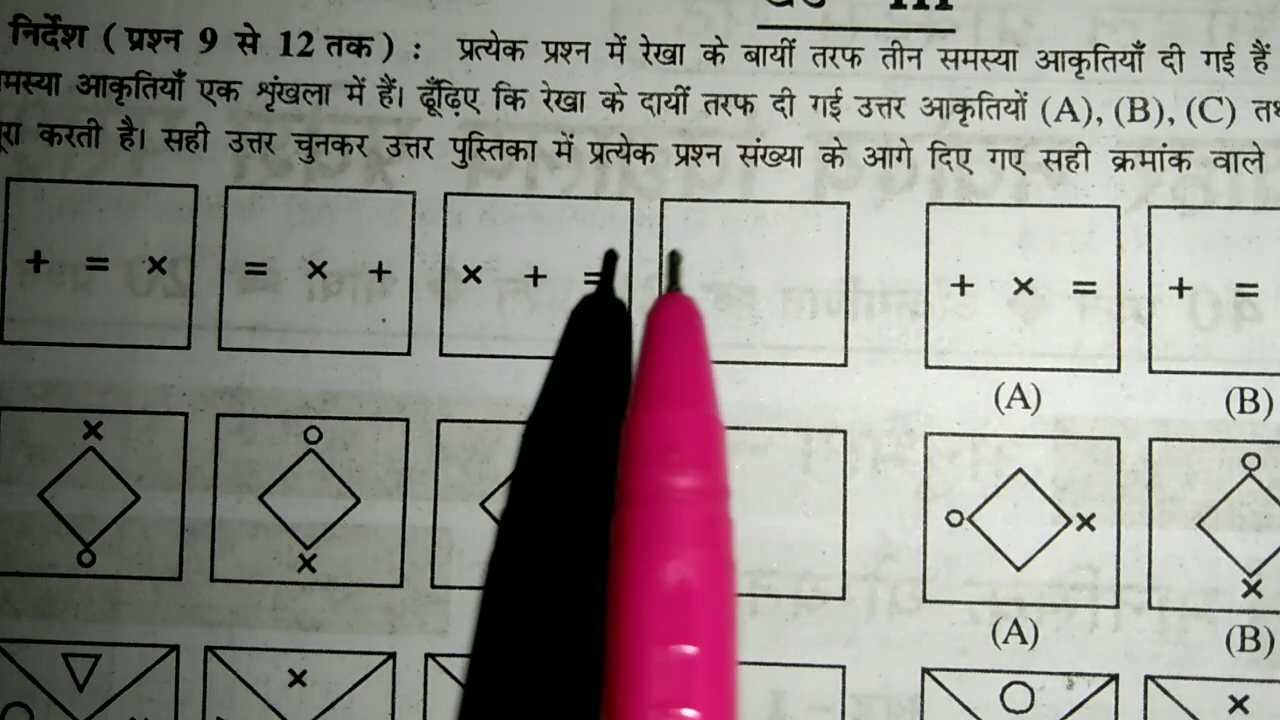 III
निर्देश ( प्रश्न 9 से 12 तक ) : प्रत्येक प्रश्न में रेखा के बायीं तरफ तीन समस्या आकृतियाँ दी गई हैं
आकृतियाँ एक शृंखला में हैं। ढूँढ़िए कि रेखा के दायीं तरफ दी गई उत्तर आकृतियों (A), (B), (C)
करती है। सही उत्तर चुनकर उत्तर पुस्तिका में प्रत्येक प्रश्न संख्या के आगे दिए गए सही क्रमांक वाले
+ = × = × + × + = + × = + =
(A) (B)
(A) (B)